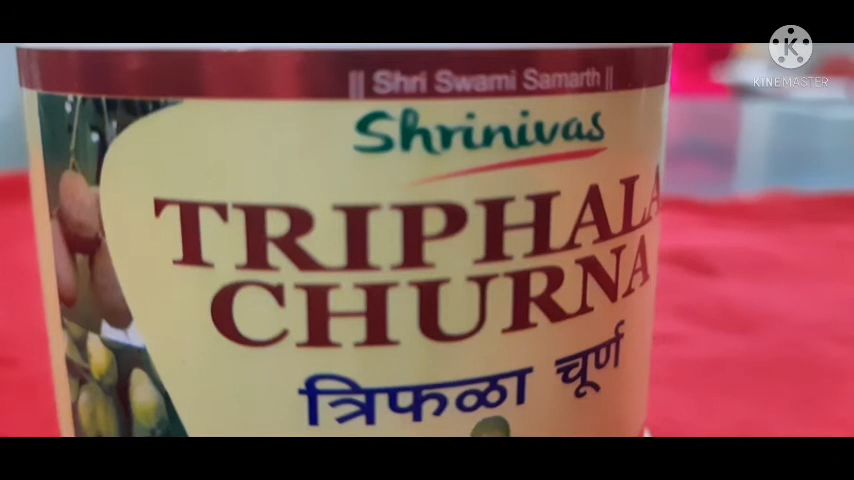 || Shri Swami Samarth ||
Shrinivas
TRIPHALA
CHURNA
त्रिफळा चूर्ण
K
KINEMASTER